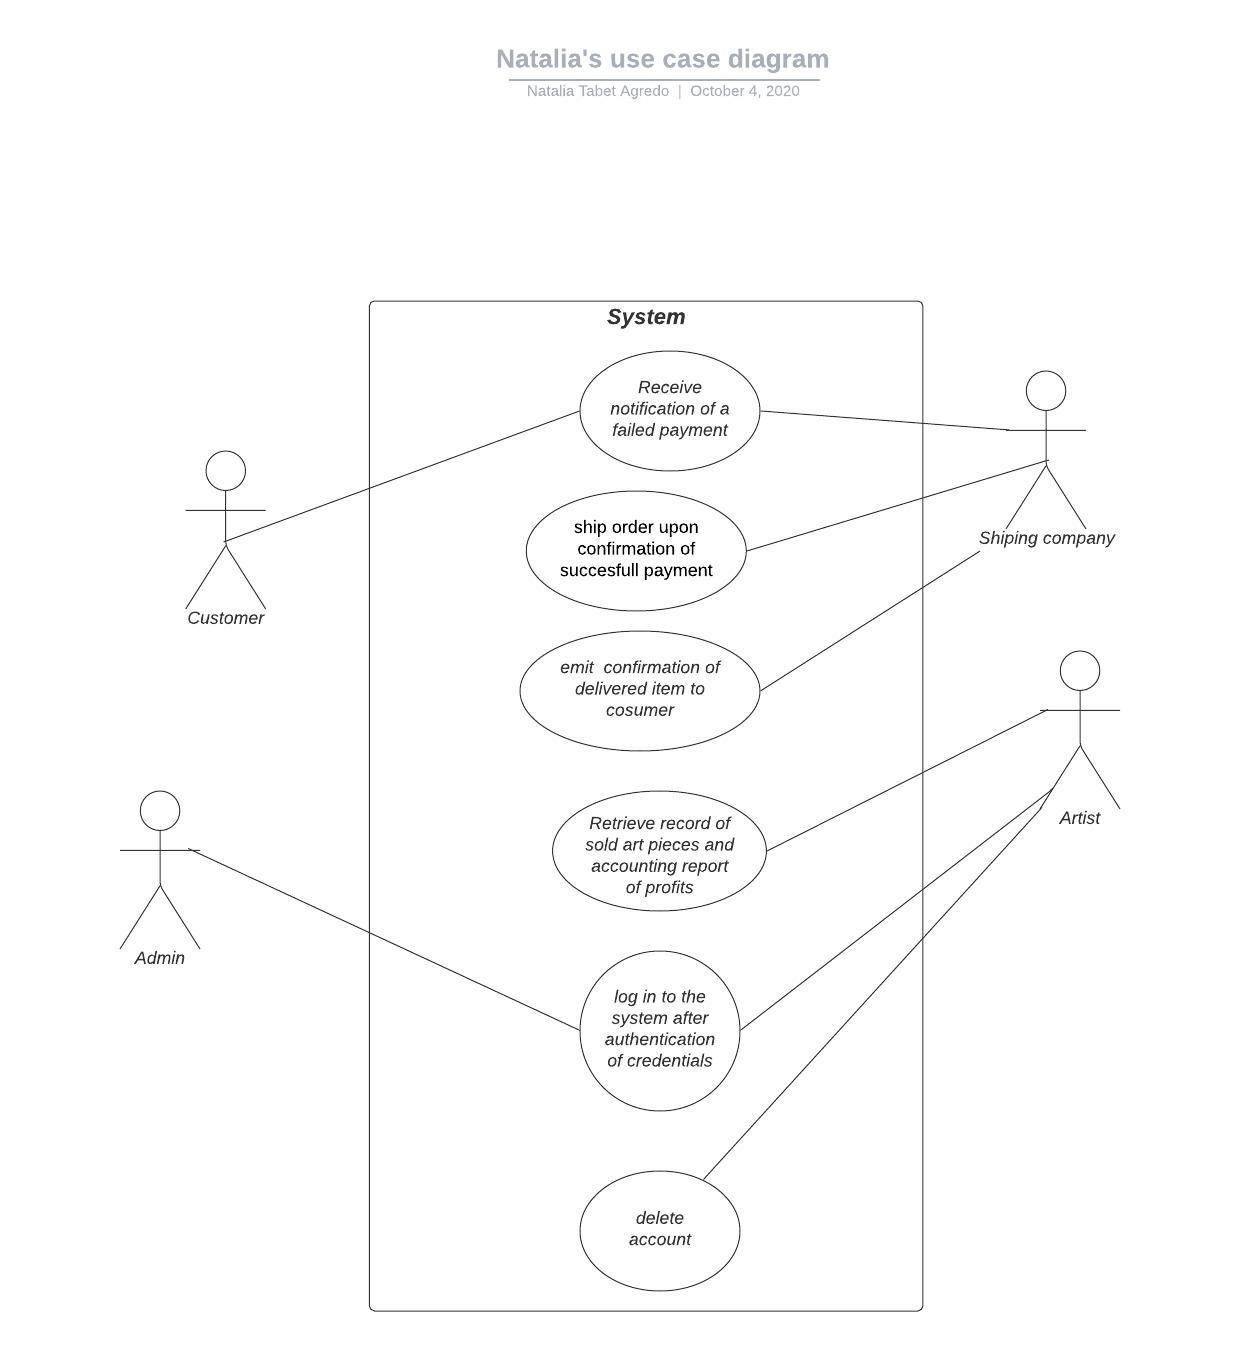 Natalia's use case diagram
Natalia Tabet Agredo | October 4, 2020
System
Receive
notification of a
failed payment
ship order upon
confirmation of
succesfull payment
Shiping company
Customer
emit  confirmation of
delivered item to
cosumer
Retrieve record of
sold art pieces and
accounting report
of profits
Artist
Admin
log in to the
system after
authentication
of credentials
delete
account